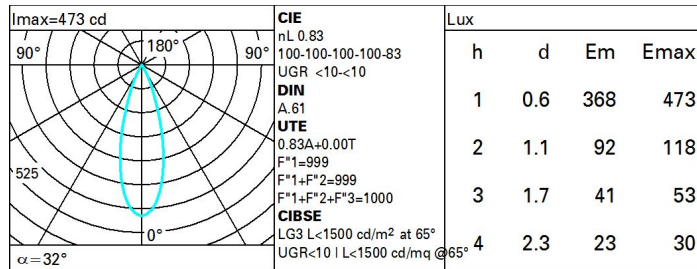 Imax=473 cd
90°
180°
90°
525
0°
α=32°
CIE
nL 0.83
100-100-100-100-83
UGR <10-<10
DIN
A.61
UTE
0.83A+0.00T
F"1=999
F"1+F"2=999
F"1+F"2+F"3=1000
CIBSE
LG3 L<1500 cd/m² at 65°
UGR<10 | L<1500 cd/mq @65°
Lux
h d Em Emax
1 0.6 368 473
2 1.1 92 118
3 1.7 41 53
4 2.3 23 30